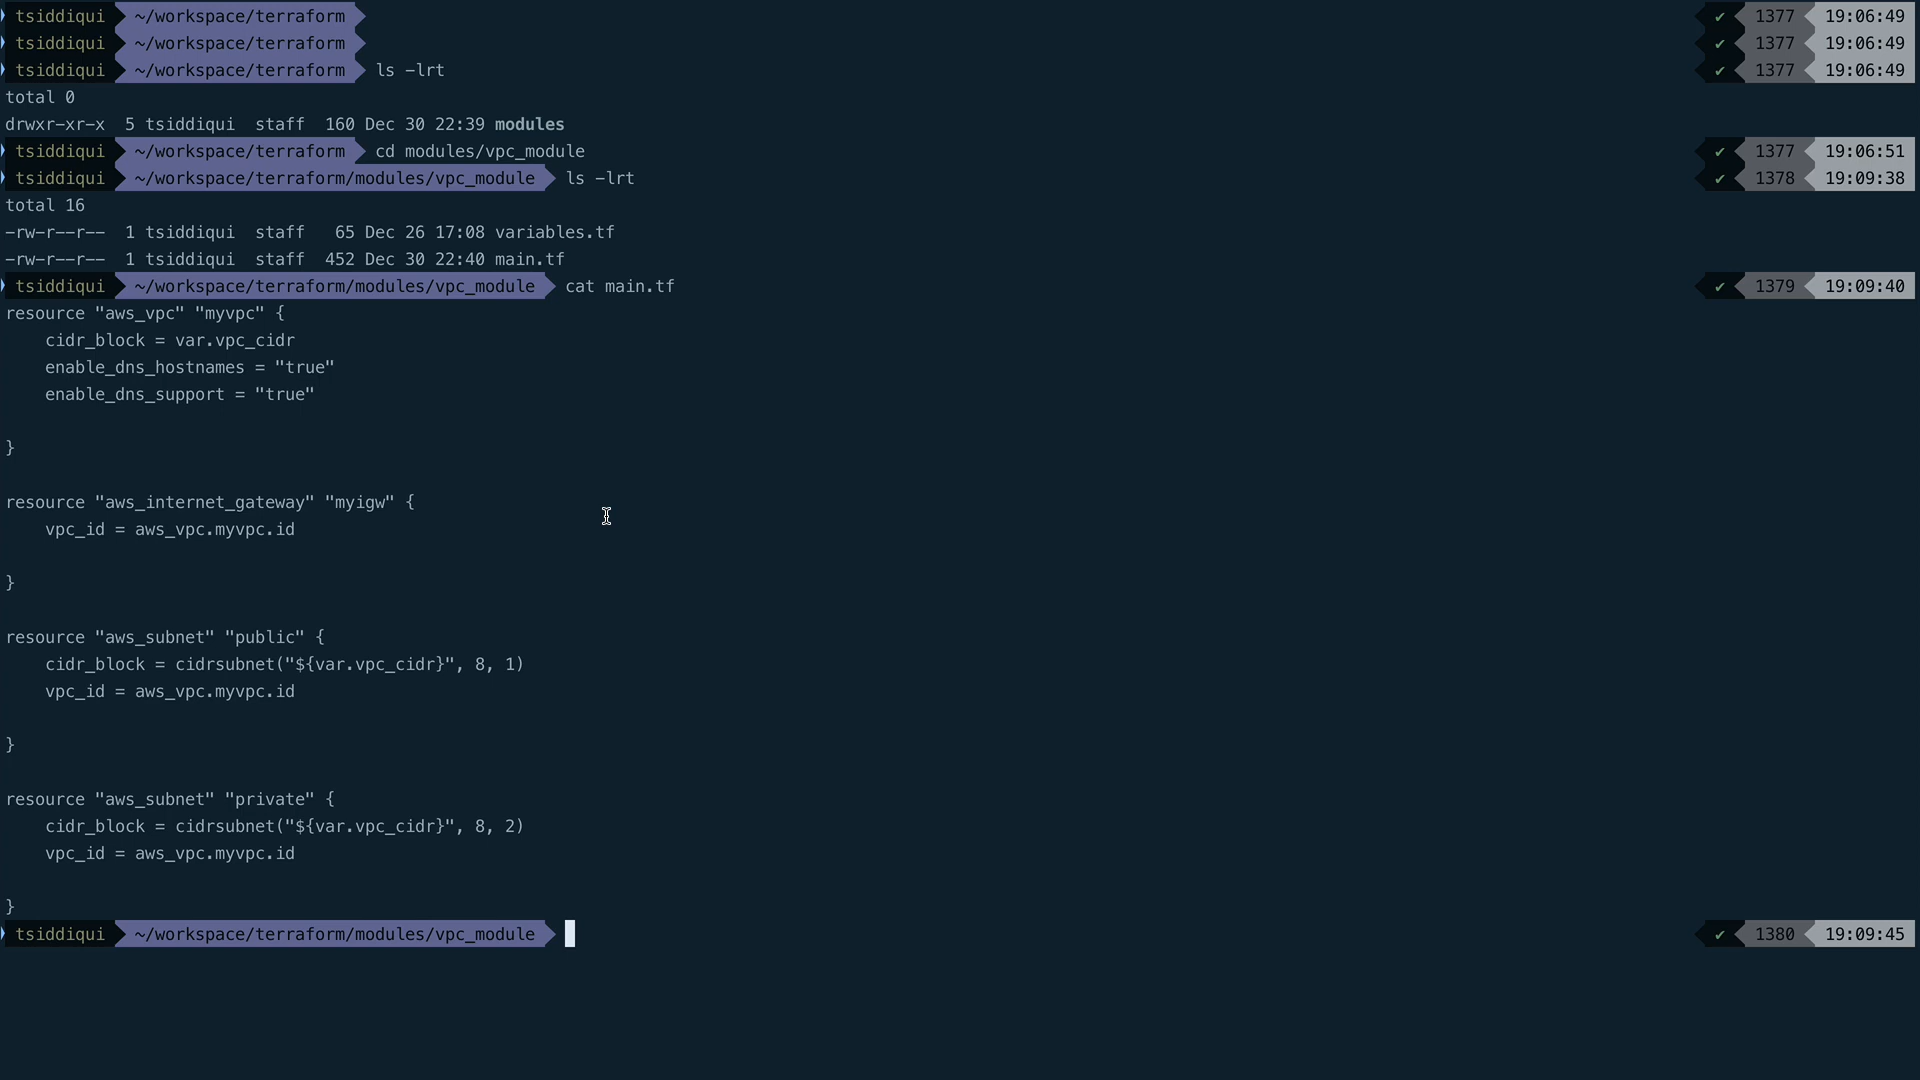 tsiddiqui ~/workspace/terraform ✔ 1377 19:06:49
tsiddiqui ~/workspace/terraform ✔ 1377 19:06:49
tsiddiqui ~/workspace/terraform ls -lrt ✔ 1377 19:06:49
total 0
drwxr-xr-x  5 tsiddiqui  staff  160 Dec 30 22:39 modules
tsiddiqui ~/workspace/terraform cd modules/vpc_module ✔ 1377 19:06:51
tsiddiqui ~/workspace/terraform/modules/vpc_module ls -lrt ✔ 1378 19:09:38
total 16
-rw-r--r--  1 tsiddiqui  staff   65 Dec 26 17:08 variables.tf
-rw-r--r--  1 tsiddiqui  staff  452 Dec 30 22:40 main.tf
tsiddiqui ~/workspace/terraform/modules/vpc_module cat main.tf ✔ 1379 19:09:40
resource "aws_vpc" "myvpc" {
    cidr_block = var.vpc_cidr
    enable_dns_hostnames = "true"
    enable_dns_support = "true"
}
resource "aws_internet_gateway" "myigw" {
    vpc_id = aws_vpc.myvpc.id
}
resource "aws_subnet" "public" {
    cidr_block = cidrsubnet("${var.vpc_cidr}", 8, 1)
    vpc_id = aws_vpc.myvpc.id
}
resource "aws_subnet" "private" {
    cidr_block = cidrsubnet("${var.vpc_cidr}", 8, 2)
    vpc_id = aws_vpc.myvpc.id
}
tsiddiqui ~/workspace/terraform/modules/vpc_module ✔ 1380 19:09:45